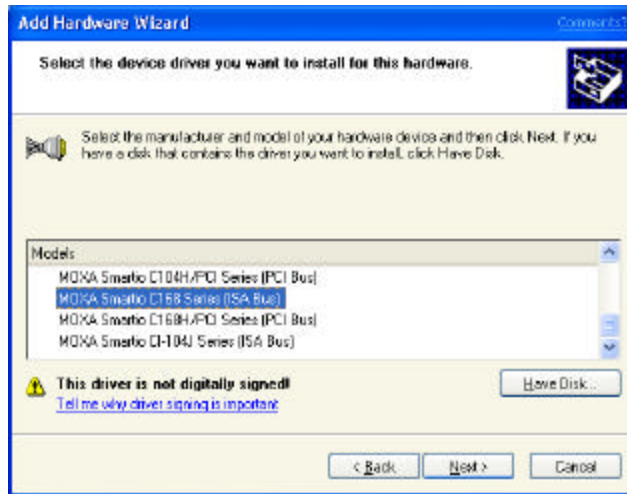 Add Hardware Wizard
Comments?
Select the device driver you want to install for this hardware.
Select the manufacturer and model of your hardware device and then click Next. If you
have a disk that contains the driver you want to install, click Have Disk.
Models
MOXA Smartio C104H/PCI Series (PCI Bus)
MOXA Smartio C168 Series (ISA Bus)
MOXA Smartio C168H/PCI Series (PCI Bus)
MOXA Smartio CI-104J Series (ISA Bus)
This driver is not digitally signed!
Have Disk...
Tell me why driver signing is important
< Back
Next >
Cancel